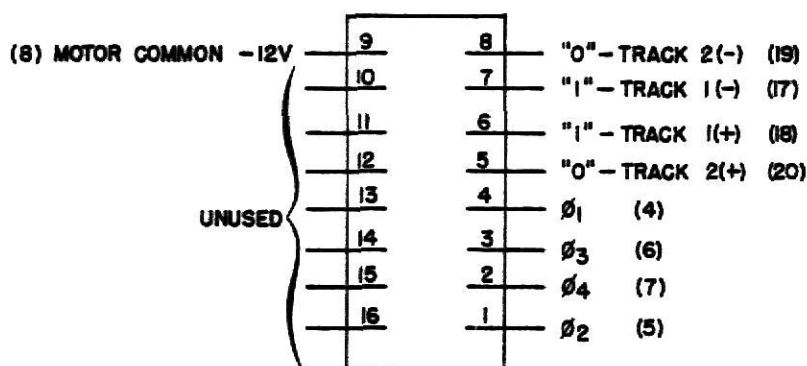 (8) MOTOR COMMON -12V 9 8 "0"-TRACK 2(-) (19)
10 7 "1"-TRACK 1(-) (17)
11 6 "1"-TRACK 1(+) (18)
12 5 "0"-TRACK 2(+) (20)
13 4 Ø1 (4)
UNUSED
14 3 Ø3 (6)
15 2 Ø4 (7)
16 1 Ø2 (5)